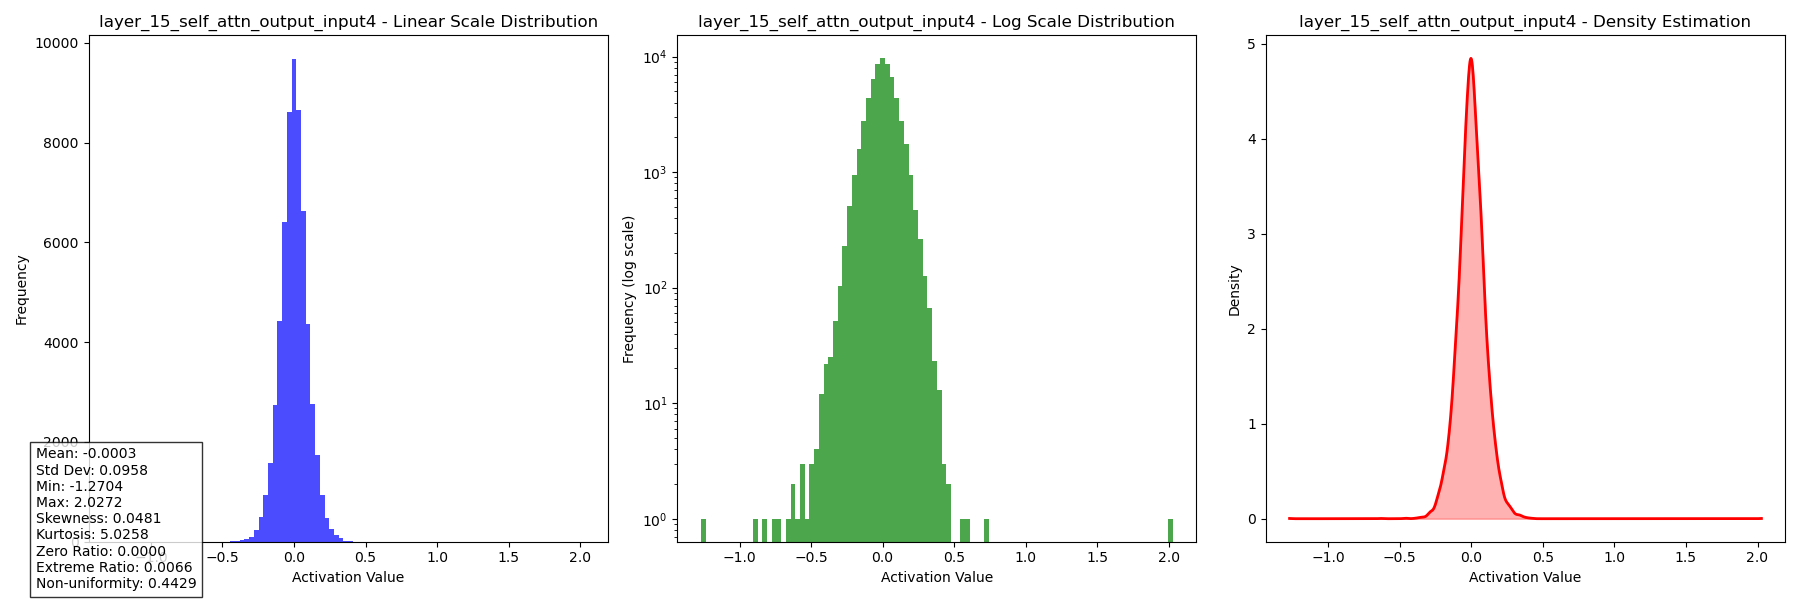 layer_15_self_attn_output_input4 - Linear Scale Distribution
10000
8000
6000
4000
2000
Frequency
−0.5
0.0
0.5
1.0
1.5
2.0
Activation Value
Mean: -0.0003
Std Dev: 0.0958
Min: -1.2704
Max: 2.0272
Skewness: 0.0481
Kurtosis: 5.0258
Zero Ratio: 0.0000
Extreme Ratio: 0.0066
Non-uniformity: 0.4429
layer_15_self_attn_output_input4 - Log Scale Distribution
10⁴
10³
10²
10¹
10⁰
Frequency (log scale)
−1.0
−0.5
0.0
0.5
1.0
1.5
2.0
Activation Value
layer_15_self_attn_output_input4 - Density Estimation
5
4
3
2
1
0
Density
−1.0
−0.5
0.0
0.5
1.0
1.5
2.0
Activation Value